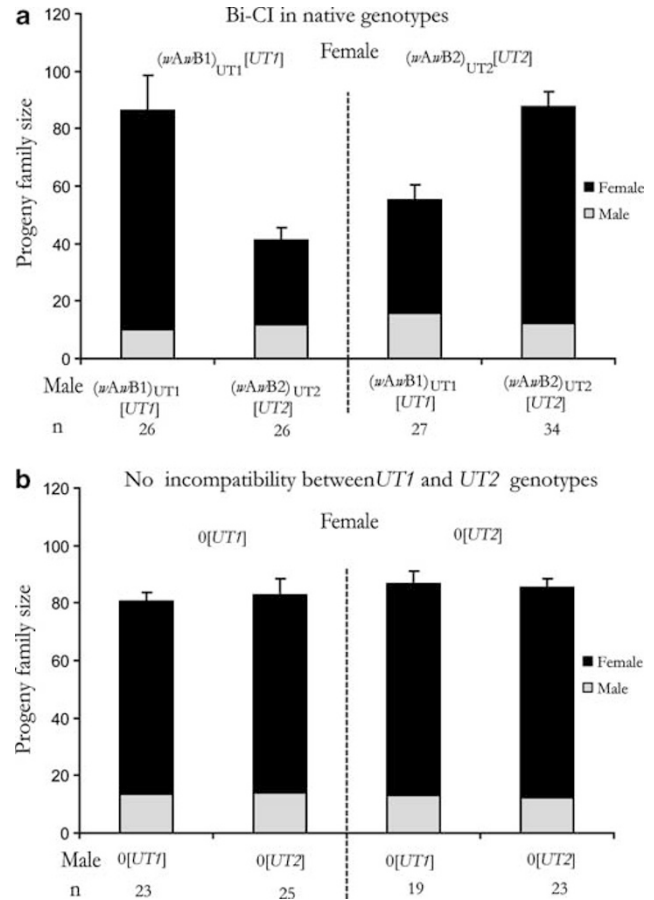 a
Bi-CI in native genotypes
120
100
80
60
40
20
0
Progeny family size
Female
(wAwB1)UT1[UT1]
(wAwB2)UT2[UT2]
Female
Male
Male
(wAwB1)UT1
[UT1]
(wAwB2)UT2
[UT2]
(wAwB1)UT1
[UT1]
(wAwB2)UT2
[UT2]
n
26
26
27
34
b
No incompatibility between UT1 and UT2 genotypes
120
100
80
60
40
20
0
Progeny family size
Female
0[UT1]
0[UT2]
Female
Male
Male
0[UT1]
0[UT2]
0[UT1]
0[UT2]
n
23
25
19
23